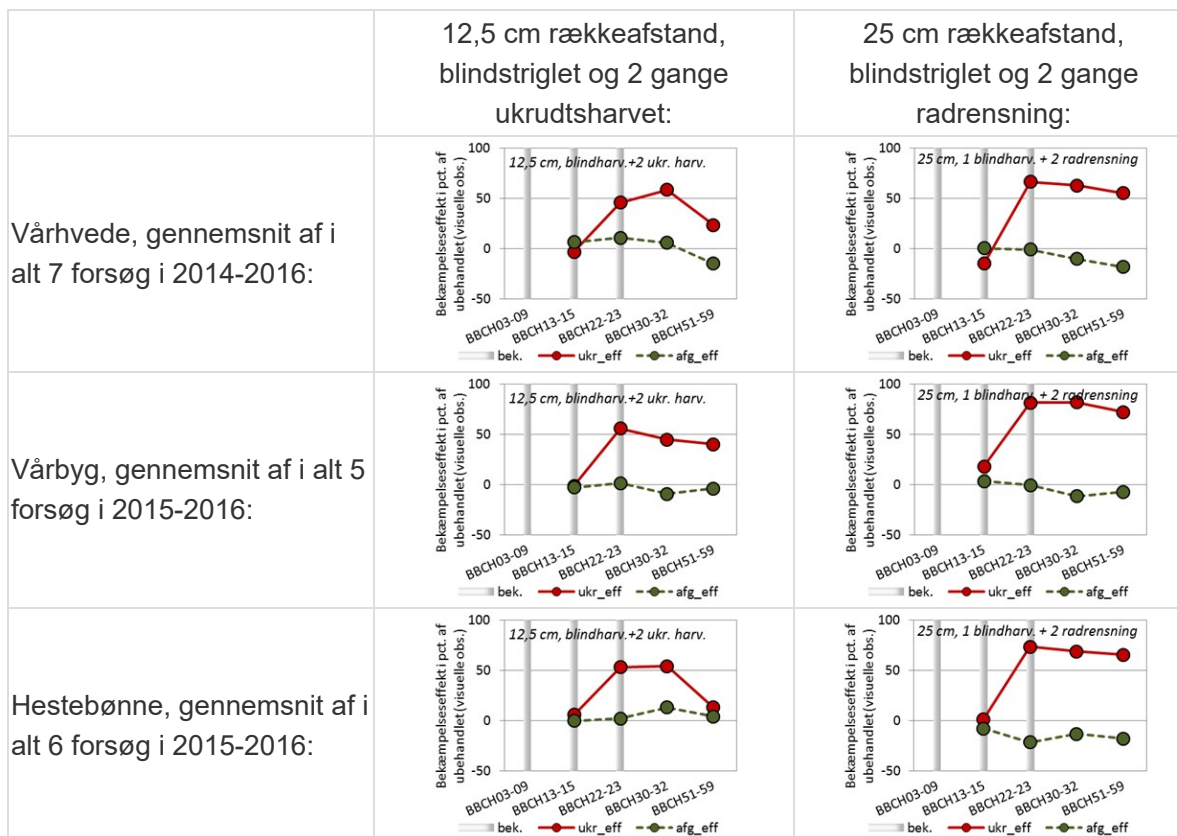 12,5 cm rækkeafstand,
blindstriglet og 2 gange
ukrudtsharvet:
25 cm rækkeafstand,
blindstriglet og 2 gange
radrensning:
Vårhvede, gennemsnit af i
alt 7 forsøg i 2014-2016:
Bekæmpelseseffekt i pct. af
ubehandlet (visuelle obs.)
100
50
0
-50
12,5 cm, blindharv.+2 ukr. harv.
BBCH03-09
BBCH13-15
BBCH22-23
BBCH30-32
BBCH51-59
bek. ukr_eff afg_eff
Bekæmpelseseffekt i pct. af
ubehandlet (visuelle obs.)
100
50
0
-50
25 cm, 1 blindharv. + 2 radrensning
BBCH03-09
BBCH13-15
BBCH22-23
BBCH30-32
BBCH51-59
bek. ukr_eff afg_eff
Vårbyg, gennemsnit af i alt 5
forsøg i 2015-2016:
Bekæmpelseseffekt i pct. af
ubehandlet (visuelle obs.)
100
50
0
-50
12,5 cm, blindharv.+2 ukr. harv.
BBCH03-09
BBCH13-15
BBCH22-23
BBCH30-32
BBCH51-59
bek. ukr_eff afg_eff
Bekæmpelseseffekt i pct. af
ubehandlet (visuelle obs.)
100
50
0
-50
25 cm, 1 blindharv. + 2 radrensning
BBCH03-09
BBCH13-15
BBCH22-23
BBCH30-32
BBCH51-59
bek. ukr_eff afg_eff
Hestebønne, gennemsnit af i
alt 6 forsøg i 2015-2016:
Bekæmpelseseffekt i pct. af
ubehandlet (visuelle obs.)
100
50
0
-50
12,5 cm, blindharv.+2 ukr. harv.
BBCH03-09
BBCH13-15
BBCH22-23
BBCH30-32
BBCH51-59
bek. ukr_eff afg_eff
Bekæmpelseseffekt i pct. af
ubehandlet (visuelle obs.)
100
50
0
-50
25 cm, 1 blindharv. + 2 radrensning
BBCH03-09
BBCH13-15
BBCH22-23
BBCH30-32
BBCH51-59
bek. ukr_eff afg_eff